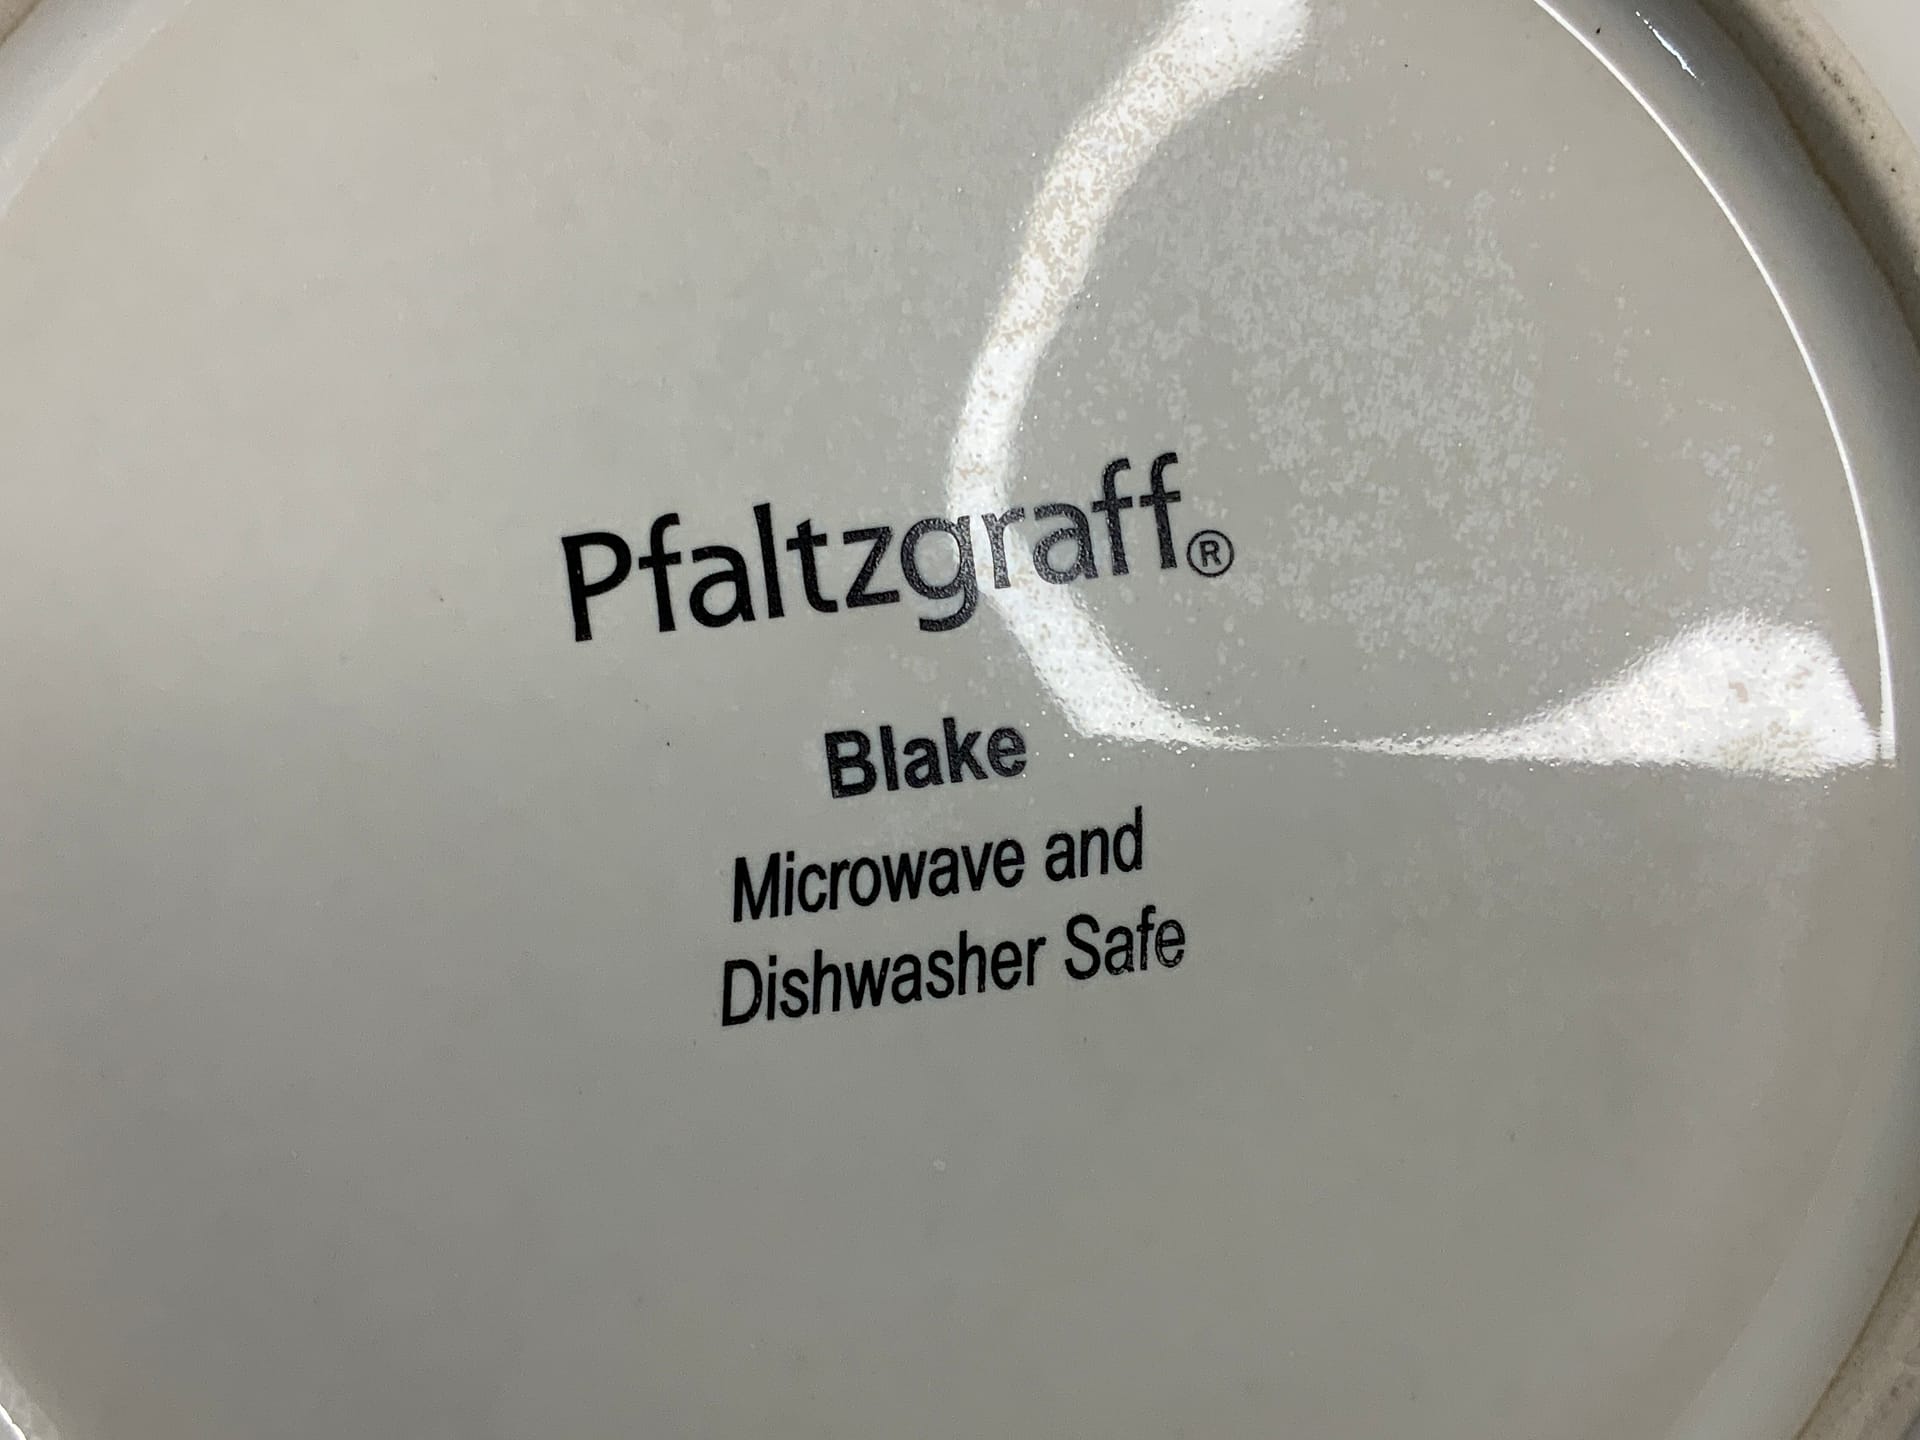 Pfaltzgraff®
Blake
Microwave and
Dishwasher Safe